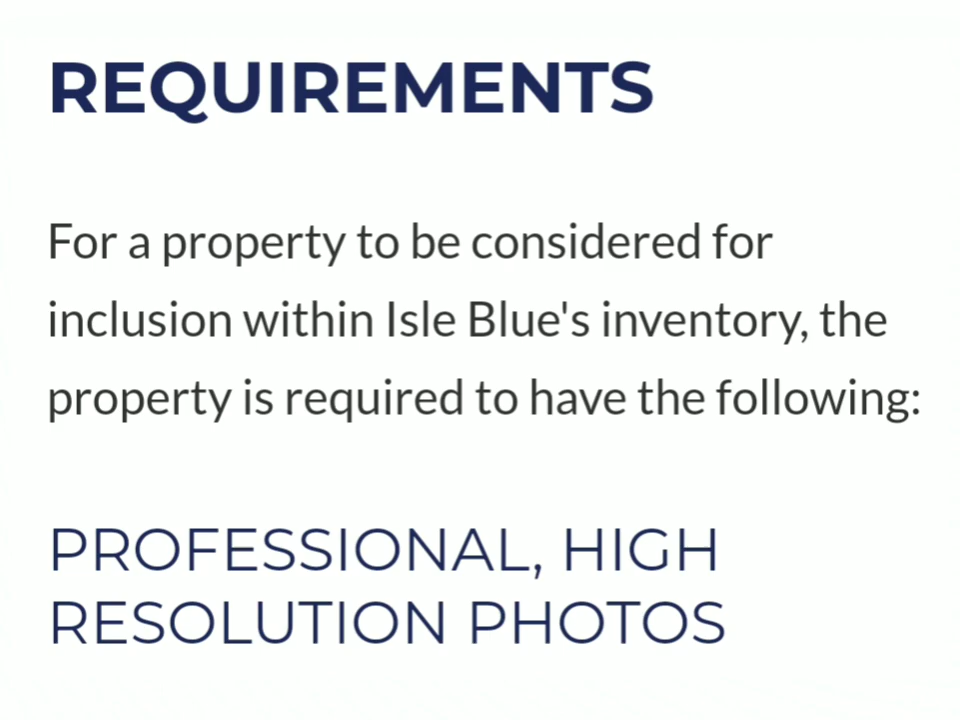 REQUIREMENTS
For a property to be considered for
inclusion within Isle Blue's inventory, the
property is required to have the following:
PROFESSIONAL, HIGH
RESOLUTION PHOTOS